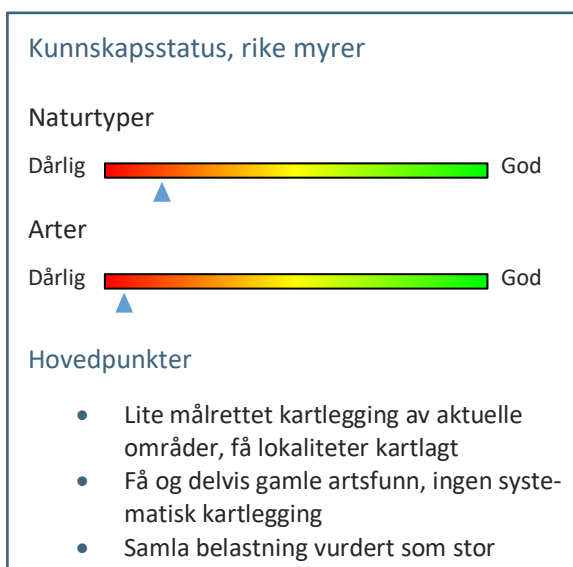 Kunnskapsstatus, rike myrer
Naturtyper
Dårlig God
Arter
Dårlig God
Hovedpunkter
• Lite målrettet kartlegging av aktuelle
områder, få lokaliteter kartlagt
• Få og delvis gamle artsfunn, ingen syste-
matisk kartlegging
• Samla belastning vurdert som stor